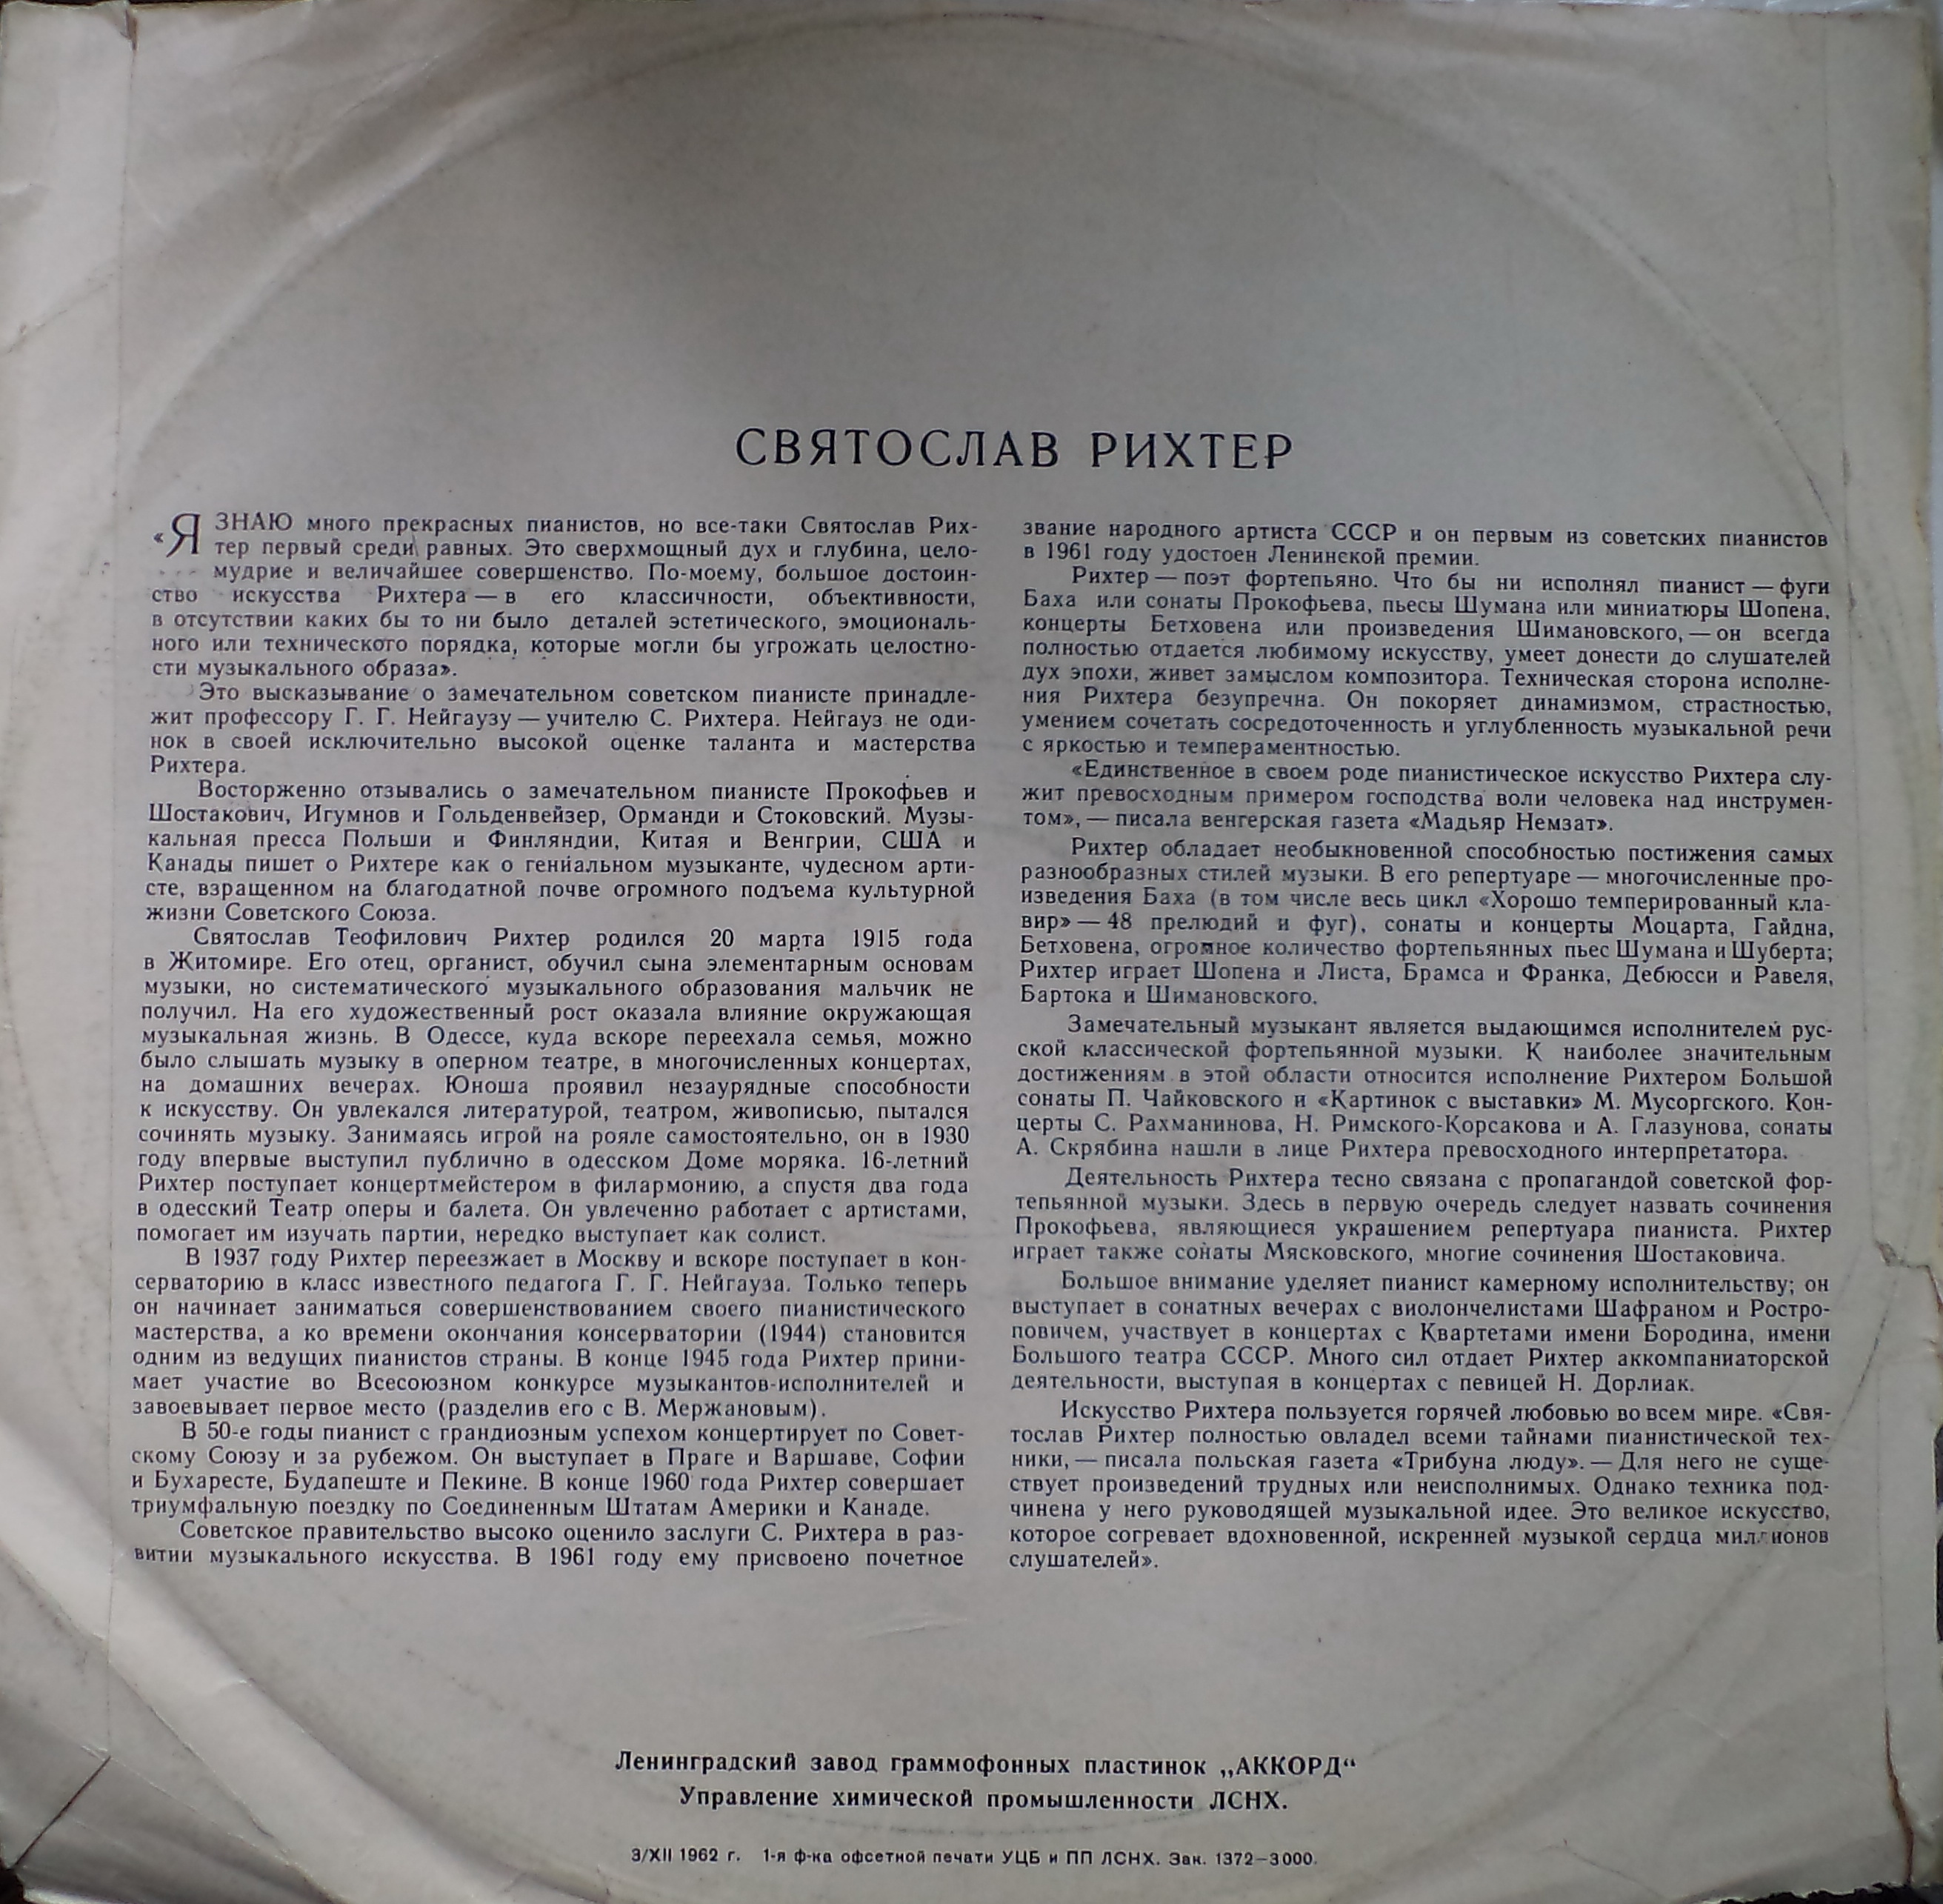 СВЯТОСЛАВ РИХТЕР
«Я ЗНАЮ много прекрасных пианистов, но все-таки Святослав Рих-
тер первый среди равных. Это сверхмощный дух и глубина, цело-
мудрие и величайшее совершенство. По-моему, большое достоин-
ство искусства Рихтера — в его классичности, объективности,
в отсутствии каких бы то ни было деталей эстетического, эмоциональ-
ного или технического порядка, которые могли бы угрожать целостно-
сти музыкального образа».
Это высказывание о замечательном советском пианисте принадле-
жит профессору Г. Г. Нейгаузу — учителю С. Рихтера. Нейгауз не оди-
нок в своей исключительно высокой оценке таланта и мастерства
Рихтера.
Восторженно отзывались о замечательном пианисте Прокофьев и
Шостакович, Игумнов и Гольденвейзер, Орманди и Стоковский. Музы-
кальная пресса Польши и Финляндии, Китая и Венгрии, США и
Канады пишет о Рихтере как о гениальном музыканте, чудесном арти-
сте, взращенном на благодатной почве огромного подъема культурной
жизни Советского Союза.
Святослав Теофилович Рихтер родился 20 марта 1915 года
в Житомире. Его отец, органист, обучил сына элементарным основам
музыки, но систематического музыкального образования мальчик не
получил. На его художественный рост оказала влияние окружающая
музыкальная жизнь. В Одессе, куда вскоре переехала семья, можно
было слышать музыку в оперном театре, в многочисленных концертах,
на домашних вечерах. Юноша проявил незаурядные способности
к искусству. Он увлекался литературой, театром, живописью, пытался
сочинять музыку. Занимаясь игрой на рояле самостоятельно, он в 1930
году впервые выступил публично в одесском Доме моряка. 16-летний
Рихтер поступает концертмейстером в филармонию, а спустя два года
в одесский Театр оперы и балета. Он увлеченно работает с артистами,
помогает им изучать партии, нередко выступает как солист.
В 1937 году Рихтер переезжает в Москву и вскоре поступает в кон-
серваторию в класс известного педагога Г. Г. Нейгауза. Только теперь
он начинает заниматься совершенствованием своего пианистического
мастерства, а ко времени окончания консерватории (1944) становится
одним из ведущих пианистов страны. В конце 1945 года Рихтер прини-
мает участие во Всесоюзном конкурсе музыкантов-исполнителей и
завоевывает первое место (разделив его с В. Мержановым).
В 50-е годы пианист с грандиозным успехом концертирует по Совет-
скому Союзу и за рубежом. Он выступает в Праге и Варшаве, Софии
и Бухаресте, Будапеште и Пекине. В конце 1960 года Рихтер совершает
триумфальную поездку по Соединенным Штатам Америки и Канаде.
Советское правительство высоко оценило заслуги С. Рихтера в раз-
витии музыкального искусства. В 1961 году ему присвоено почетное
звание народного артиста СССР и он первым из советских пианистов
в 1961 году удостоен Ленинской премии.
Рихтер — поэт фортепьяно. Что бы ни исполнял пианист — фуги
Баха или сонаты Прокофьева, пьесы Шумана или миниатюры Шопена,
концерты Бетховена или произведения Шимановского, — он всегда
полностью отдается любимому искусству, умеет донести до слушателей
дух эпохи, живет замыслом композитора. Техническая сторона исполне-
ния Рихтера безупречна. Он покоряет динамизмом, страстностью,
умением сочетать сосредоточенность и углубленность музыкальной речи
с яркостью и темпераментностью.
«Единственное в своем роде пианистическое искусство Рихтера слу-
жит превосходным примером господства воли человека над инструмен-
том», — писала венгерская газета «Мадьяр Немзат».
Рихтер обладает необыкновенной способностью постижения самых
разнообразных стилей музыки. В его репертуаре — многочисленные про-
изведения Баха (в том числе весь цикл «Хорошо темперированный кла-
вир» — 48 прелюдий и фуг), сонаты и концерты Моцарта, Гайдна,
Бетховена, огромное количество фортепьянных пьес Шумана и Шуберта;
Рихтер играет Шопена и Листа, Брамса и Франка, Дебюсси и Равеля,
Бартока и Шимановского.
Замечательный музыкант является выдающимся исполнителем рус-
ской классической фортепьянной музыки. К наиболее значительным
достижениям в этой области относится исполнение Рихтером Большой
сонаты П. Чайковского и «Картинок с выставки» М. Мусоргского. Кон-
церты С. Рахманинова, Н. Римского-Корсакова и А. Глазунова, сонаты
А. Скрябина нашли в лице Рихтера превосходного интерпретатора.
Деятельность Рихтера тесно связана с пропагандой советской фор-
тепьянной музыки. Здесь в первую очередь следует назвать сочинения
Прокофьева, являющиеся украшением репертуара пианиста. Рихтер
играет также сонаты Мясковского, многие сочинения Шостаковича.
Большое внимание уделяет пианист камерному исполнительству; он
выступает в сонатных вечерах с виолончелистами Шафраном и Ростро-
повичем, участвует в концертах с Квартетами имени Бородина, имени
Большого театра СССР. Много сил отдает Рихтер аккомпаниаторской
деятельности, выступая в концертах с певицей Н. Дорлиак.
Искусство Рихтера пользуется горячей любовью во всем мире. «Свя-
тослав Рихтер полностью овладел всеми тайнами пианистической тех-
ники, — писала польская газета «Трибуна люду». — Для него не суще-
ствует произведений трудных или неисполнимых. Однако техника под-
чинена у него руководящей музыкальной идее. Это великое искусство,
которое согревает вдохновенной, искренней музыкой сердца миллионов
слушателей».
Ленинградский завод граммофонных пластинок „АККОРД“
Управление химической промышленности ЛСНХ.
3/XII 1962 г. 1-я ф-ка офсетной печати УЦБ и ПП ЛСНХ. Зак. 1372—3000.